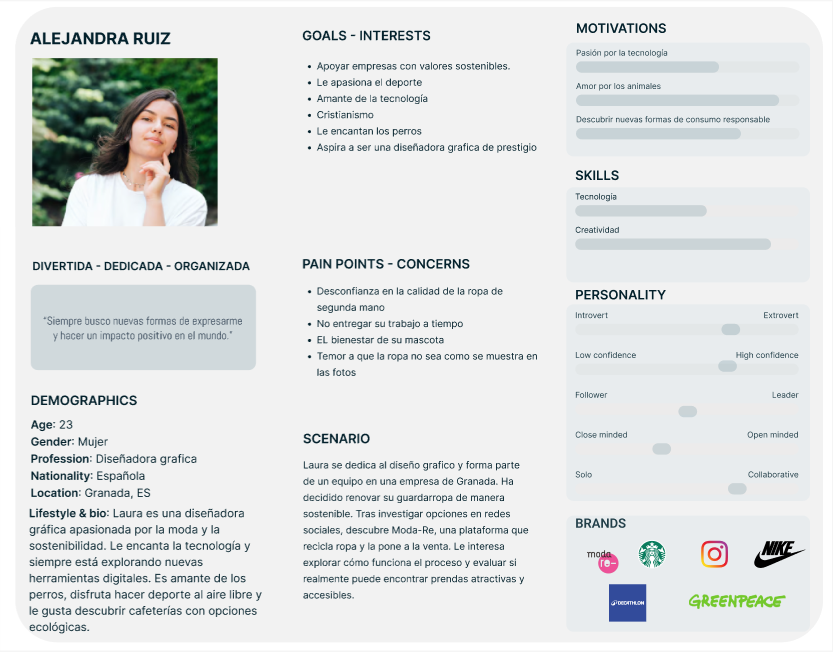 ALEJANDRA RUIZ
DIVERTIDA - DEDICADA - ORGANIZADA
“Siempre busco nuevas formas de expresarme
y hacer un impacto positivo en el mundo.”
DEMOGRAPHICS
Age: 23
Gender: Mujer
Profession: Diseñadora grafica
Nationality: Española
Location: Granada, ES
Lifestyle & bio: Laura es una diseñadora
gráfica apasionada por la moda y la
sostenibilidad. Le encanta la tecnología y
siempre está explorando nuevas
herramientas digitales. Es amante de los
perros, disfruta hacer deporte al aire libre y
le gusta descubrir cafeterías con opciones
ecológicas.
GOALS - INTERESTS
• Apoyar empresas con valores sostenibles.
• Le apasiona el deporte
• Amante de la tecnología
• Cristianismo
• Le encantan los perros
• Aspira a ser una diseñadora grafica de prestigio
PAIN POINTS - CONCERNS
• Desconfianza en la calidad de la ropa de
segunda mano
• No entregar su trabajo a tiempo
• EL bienestar de su mascota
• Temor a que la ropa no sea como se muestra en
las fotos
SCENARIO
Laura se dedica al diseño grafico y forma parte
de un equipo en una empresa de Granada. Ha
decidido renovar su guardarropa de manera
sostenible. Tras investigar opciones en redes
sociales, descubre Moda-Re, una plataforma que
recicla ropa y la pone a la venta. Le interesa
explorar cómo funciona el proceso y evaluar si
realmente puede encontrar prendas atractivas y
accesibles.
MOTIVATIONS
Pasión por la tecnología
Amor por los animales
Descubrir nuevas formas de consumo responsable
SKILLS
Tecnologia
Creatividad
PERSONALITY
Introvert Extrovert
Low confidence High confidence
Follower Leader
Close minded Open minded
Solo Collaborative
BRANDS
moda
re-
NIKE
DECATHLON
GREENPEACE